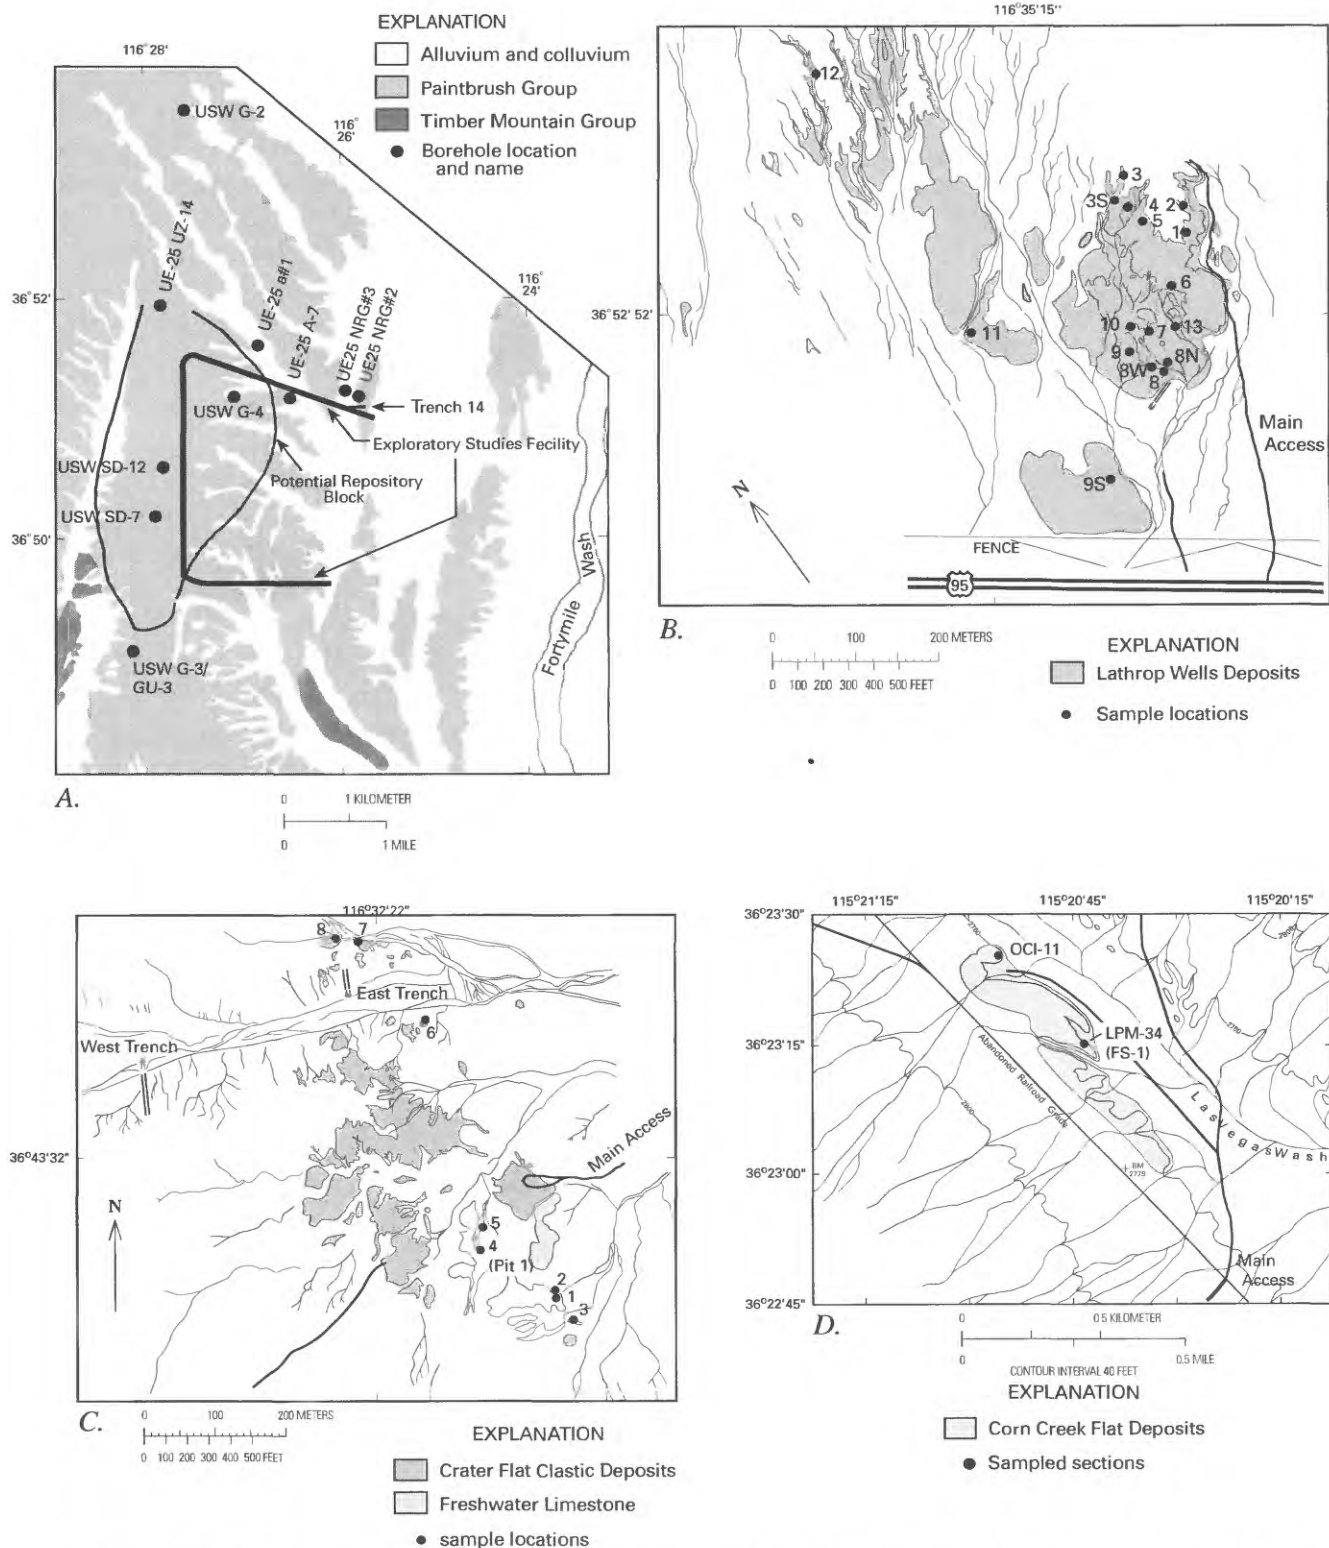 EXPLANATION
Alluvium and colluvium
Paintbrush Group
Timber Mountain Group
Borehole location
and name
116° 28'
116° 26'
116° 24'
36° 52'
36° 50'
USW G-2
UE-25 UZ-14
UE-25 a#1
UE-25 A-7
UE25 NRG#3
UE25 NRG#2
USW G-4
Trench 14
Exploratory Studies Fecility
USW SD-12
Potential Repository
Block
USW SD-7
USW G-3/
GU-3
Fortymile Wash
A.
0 1 KILOMETER
0 1 MILE
116°35'15''
36°52'52"
12
3
3S
4
2
5
1
6
10
7
13
9
8N
8W
8
11
9S
Main
Access
N
FENCE
95
B.
0 100 200 METERS
0 100 200 300 400 500 FEET
EXPLANATION
Lathrop Wells Deposits
Sample locations
116°32'22"
8
7
East Trench
6
West Trench
36°43'32"
Main Access
N
5
4
(Pit 1)
2
1
3
C.
0 100 200 METERS
0 100 200 300 400 500 FEET
EXPLANATION
Crater Flat Clastic Deposits
Freshwater Limestone
sample locations
115°21'15"
115°20'45"
115°20'15"
36°23'30"
36°23'15"
36°23'00"
36°22'45"
2760
2808
OCI-11
LPM-34
(FS-1)
2760
Abandoned Railroad Grade
2800
Las Vegas Wash
BM
2779
Main
Access
D.
0 05 KILOMETER
0 0.5 MILE
CONTOUR INTERVAL 40 FEET
EXPLANATION
Corn Creek Flat Deposits
Sampled sections